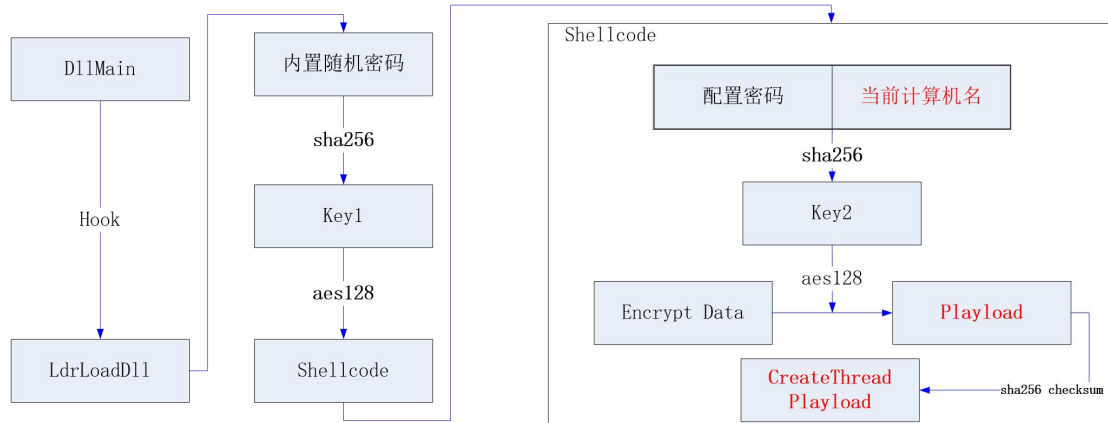 DllMain
Hook
LdrLoadDll
内置随机密码
sha256
Key1
aes128
Shellcode
Shellcode
配置密码
当前计算机名
sha256
Key2
aes128
Encrypt Data
Playload
sha256 checksum
CreateThread
Playload